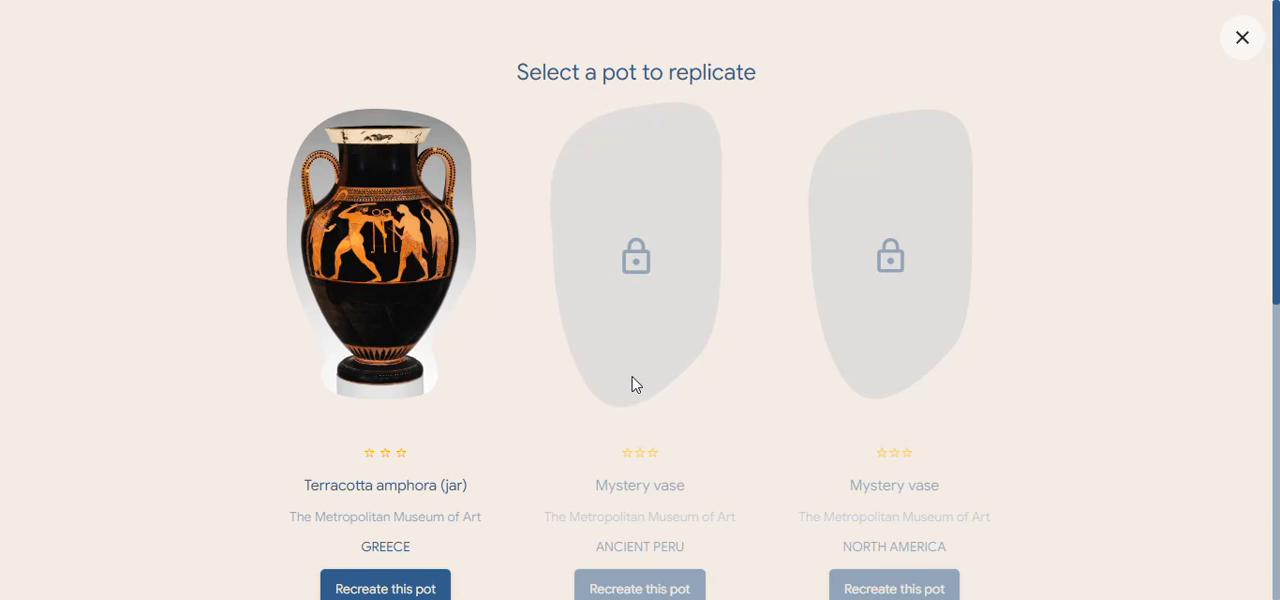 Select a pot to replicate
Terracotta amphora (jar)
The Metropolitan Museum of Art
GREECE
Recreate this pot
Mystery vase
The Metropolitan Museum of Art
ANCIENT PERU
Recreate this pot
Mystery vase
The Metropolitan Museum of Art
NORTH AMERICA
Recreate this pot